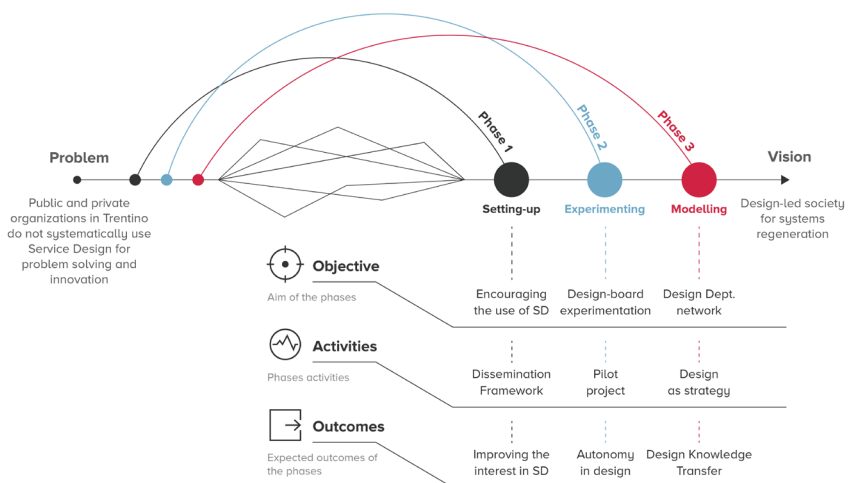 Phase 1
Phase 2
Phase 3
Problem
Vision
Public and private
organizations in Trentino
do not systematically use
Service Design for
problem solving and
innovation
Setting-up
Experimenting
Modelling
Design-led society
for systems
regeneration
Objective
Aim of the phases
Encouraging
the use of SD
Design-board
experimentation
Design Dept.
network
Activities
Phases activities
Dissemination
Framework
Pilot
project
Design
as strategy
Outcomes
Expected outcomes of
the phases
Improving the
interest in SD
Autonomy
in design
Design Knowledge
Transfer